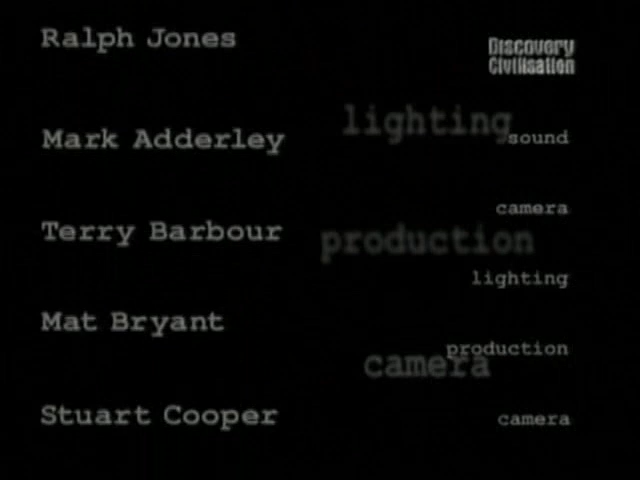 Ralph Jones
Discovery
Civilisation
lighting
Mark Adderley
sound
camera
Terry Barbour
production
lighting
Mat Bryant
production
camera
Stuart Cooper
camera